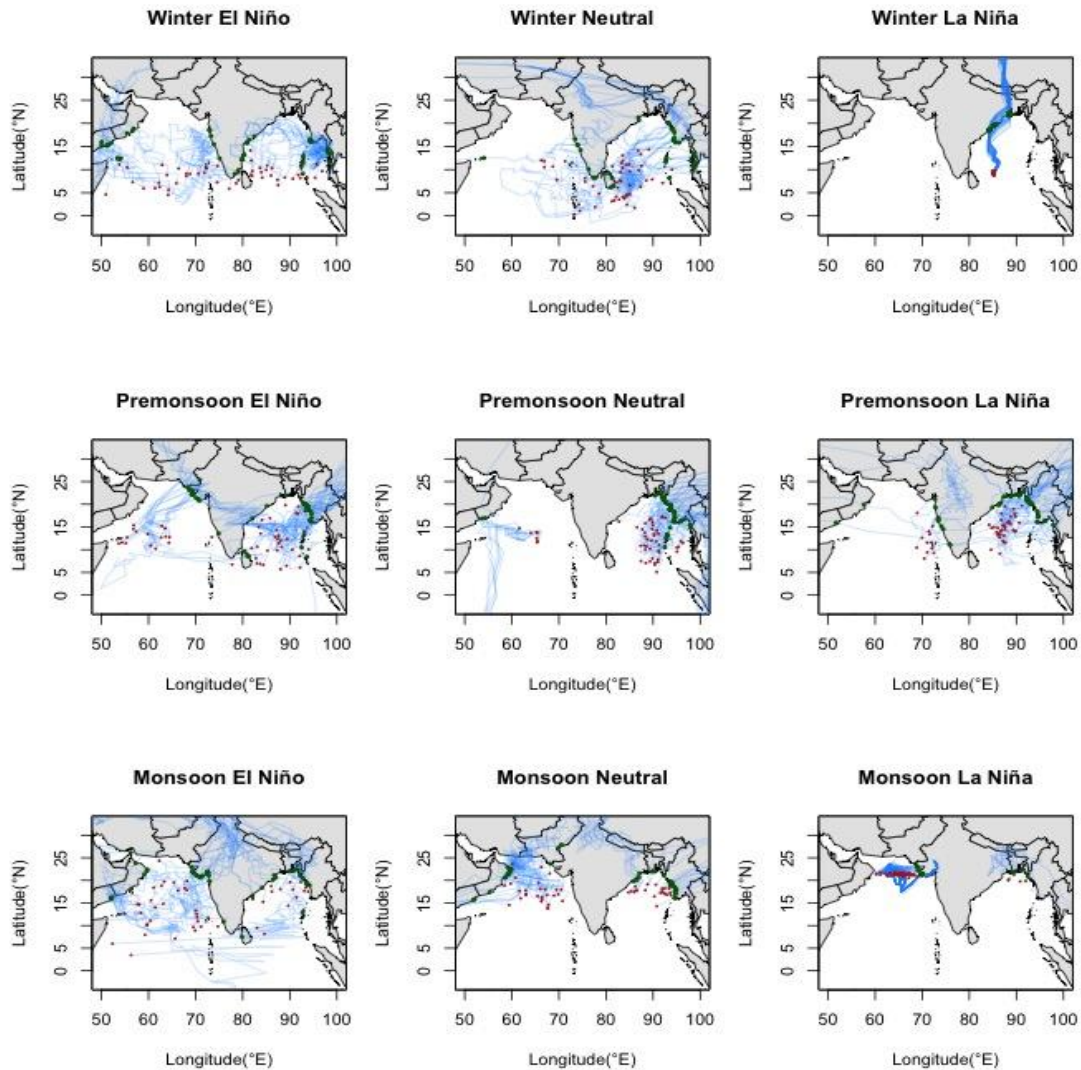 Winter El Niño
Winter Neutral
Winter La Niña
Latitude(°N)
0 5 15 25
50 60 70 80 90 100
Longitude(°E)
Latitude(°N)
0 5 15 25
50 60 70 80 90 100
Longitude(°E)
Latitude(°N)
0 5 15 25
50 60 70 80 90 100
Longitude(°E)
Premonsoon El Niño
Premonsoon Neutral
Premonsoon La Niña
Latitude(°N)
0 5 15 25
50 60 70 80 90 100
Longitude(°E)
Latitude(°N)
0 5 15 25
50 60 70 80 90 100
Longitude(°E)
Latitude(°N)
0 5 15 25
50 60 70 80 90 100
Longitude(°E)
Monsoon El Niño
Monsoon Neutral
Monsoon La Niña
Latitude(°N)
0 5 15 25
50 60 70 80 90 100
Longitude(°E)
Latitude(°N)
0 5 15 25
50 60 70 80 90 100
Longitude(°E)
Latitude(°N)
0 5 15 25
50 60 70 80 90 100
Longitude(°E)